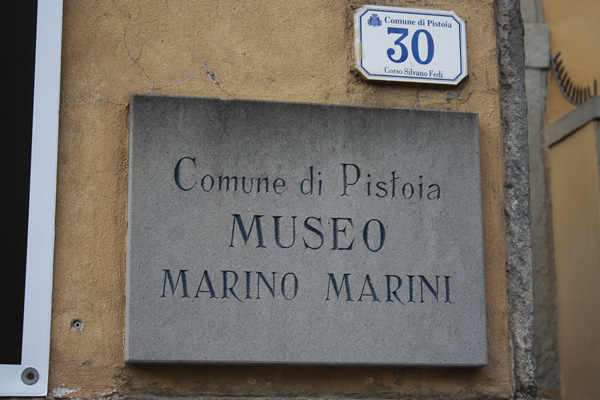 Comune di Pistoia
30
Corso Silvano Fedi
Comune di Pistoia
MUSEO
MARINO MARINI